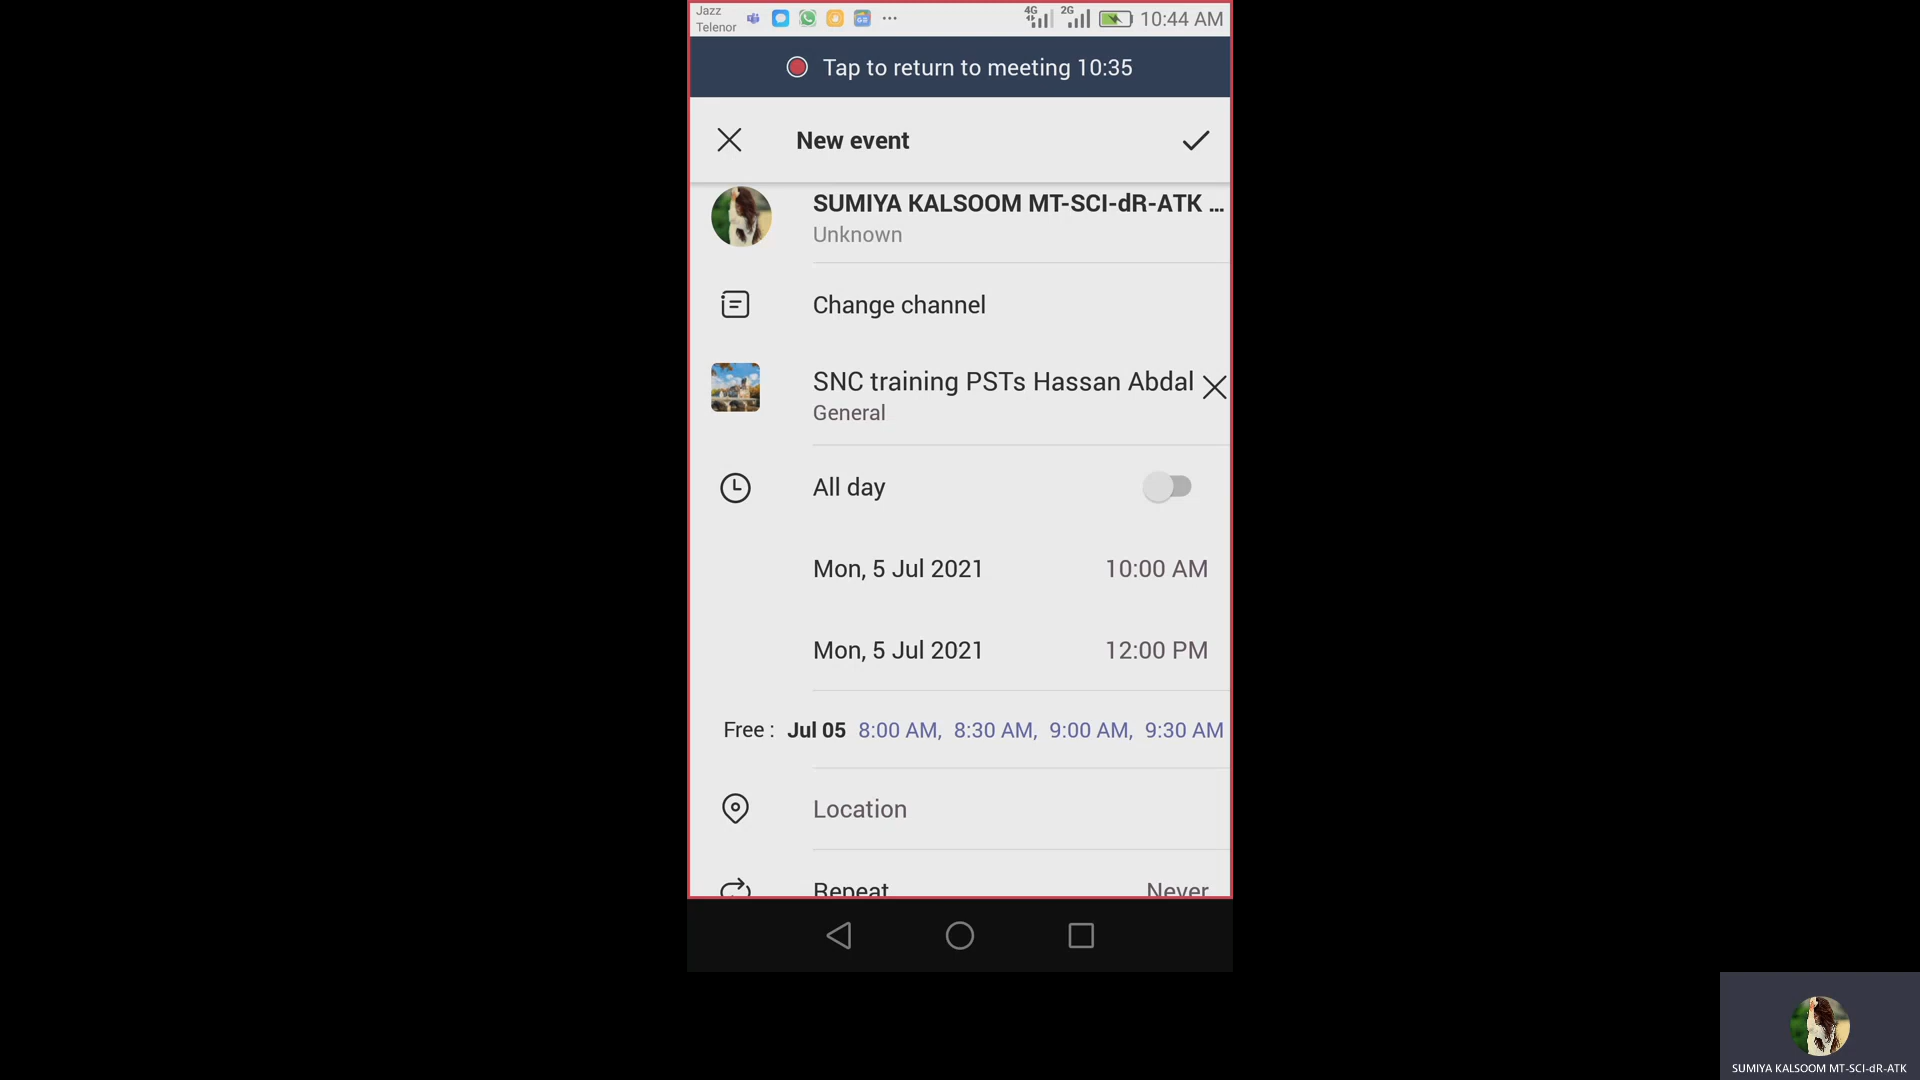 Jazz
Telenor
4G
2G
10:44 AM
Tap to return to meeting 10:35
New event
SUMIYA KALSOOM MT-SCI-dR-ATK ...
Unknown
Change channel
SNC training PSTs Hassan Abdal
General
All day
Mon, 5 Jul 2021 10:00 AM
Mon, 5 Jul 2021 12:00 PM
Free : Jul 05 8:00 AM, 8:30 AM, 9:00 AM, 9:30 AM
Location
Repeat Never
SUMIYA KALSOOM MT-SCI-dR-ATK